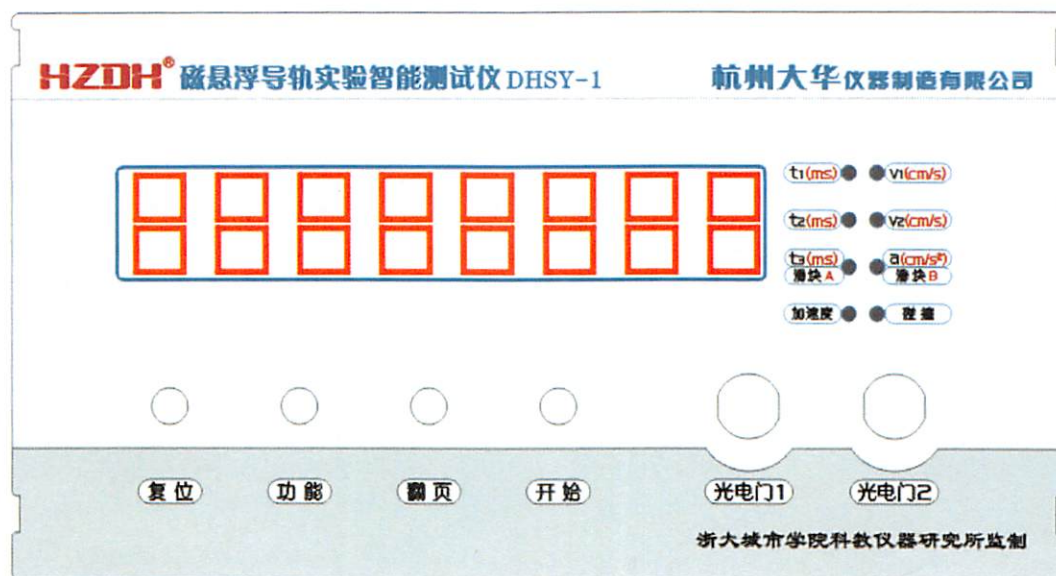 HZDH® 磁悬浮导轨实验智能测试仪 DHSY-1 杭州大华仪器制造有限公司
t1(ms) v1(cm/s)
t2(ms) v2(cm/s)
t3(ms) a(cm/s²)
滑块A 滑块B
加速度 碰撞
复位 功能 翻页 开始 光电门1 光电门2
浙大城市学院科教仪器研究所监制